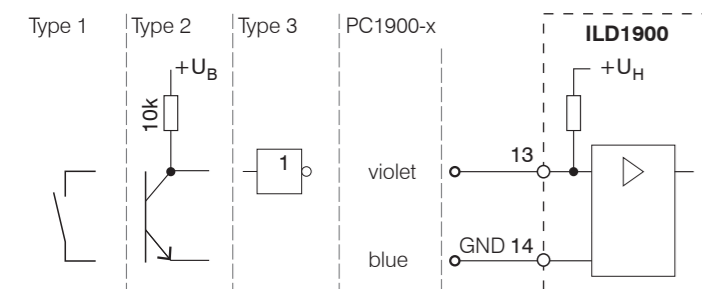 Type 1
Type 2
Type 3
PC1900-x
ILD1900
+UB
+UH
10k
1
violet
13
blue
GND 14